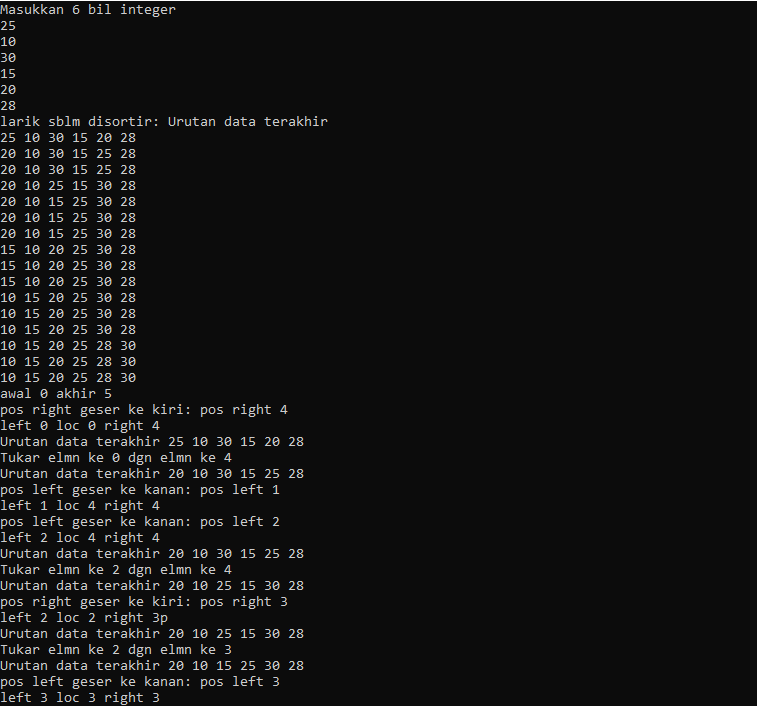 Masukkan 6 bil integer
25
10
30
15
20
28
larik sblm disortir: Urutan data terakhir
25 10 30 15 20 28
20 10 30 15 25 28
20 10 30 15 25 28
20 10 25 15 30 28
20 10 15 25 30 28
20 10 15 25 30 28
20 10 15 25 30 28
15 10 20 25 30 28
15 10 20 25 30 28
15 10 20 25 30 28
10 15 20 25 30 28
10 15 20 25 30 28
10 15 20 25 30 28
10 15 20 25 28 30
10 15 20 25 28 30
10 15 20 25 28 30
awal 0 akhir 5
pos right geser ke kiri: pos right 4
left 0 loc 0 right 4
Urutan data terakhir 25 10 30 15 20 28
Tukar elmn ke 0 dgn elmn ke 4
Urutan data terakhir 20 10 30 15 25 28
pos left geser ke kanan: pos left 1
left 1 loc 4 right 4
pos left geser ke kanan: pos left 2
left 2 loc 4 right 4
Urutan data terakhir 20 10 30 15 25 28
Tukar elmn ke 2 dgn elmn ke 4
Urutan data terakhir 20 10 25 15 30 28
pos right geser ke kiri: pos right 3
left 2 loc 2 right 3p
Urutan data terakhir 20 10 25 15 30 28
Tukar elmn ke 2 dgn elmn ke 3
Urutan data terakhir 20 10 15 25 30 28
pos left geser ke kanan: pos left 3
left 3 loc 3 right 3